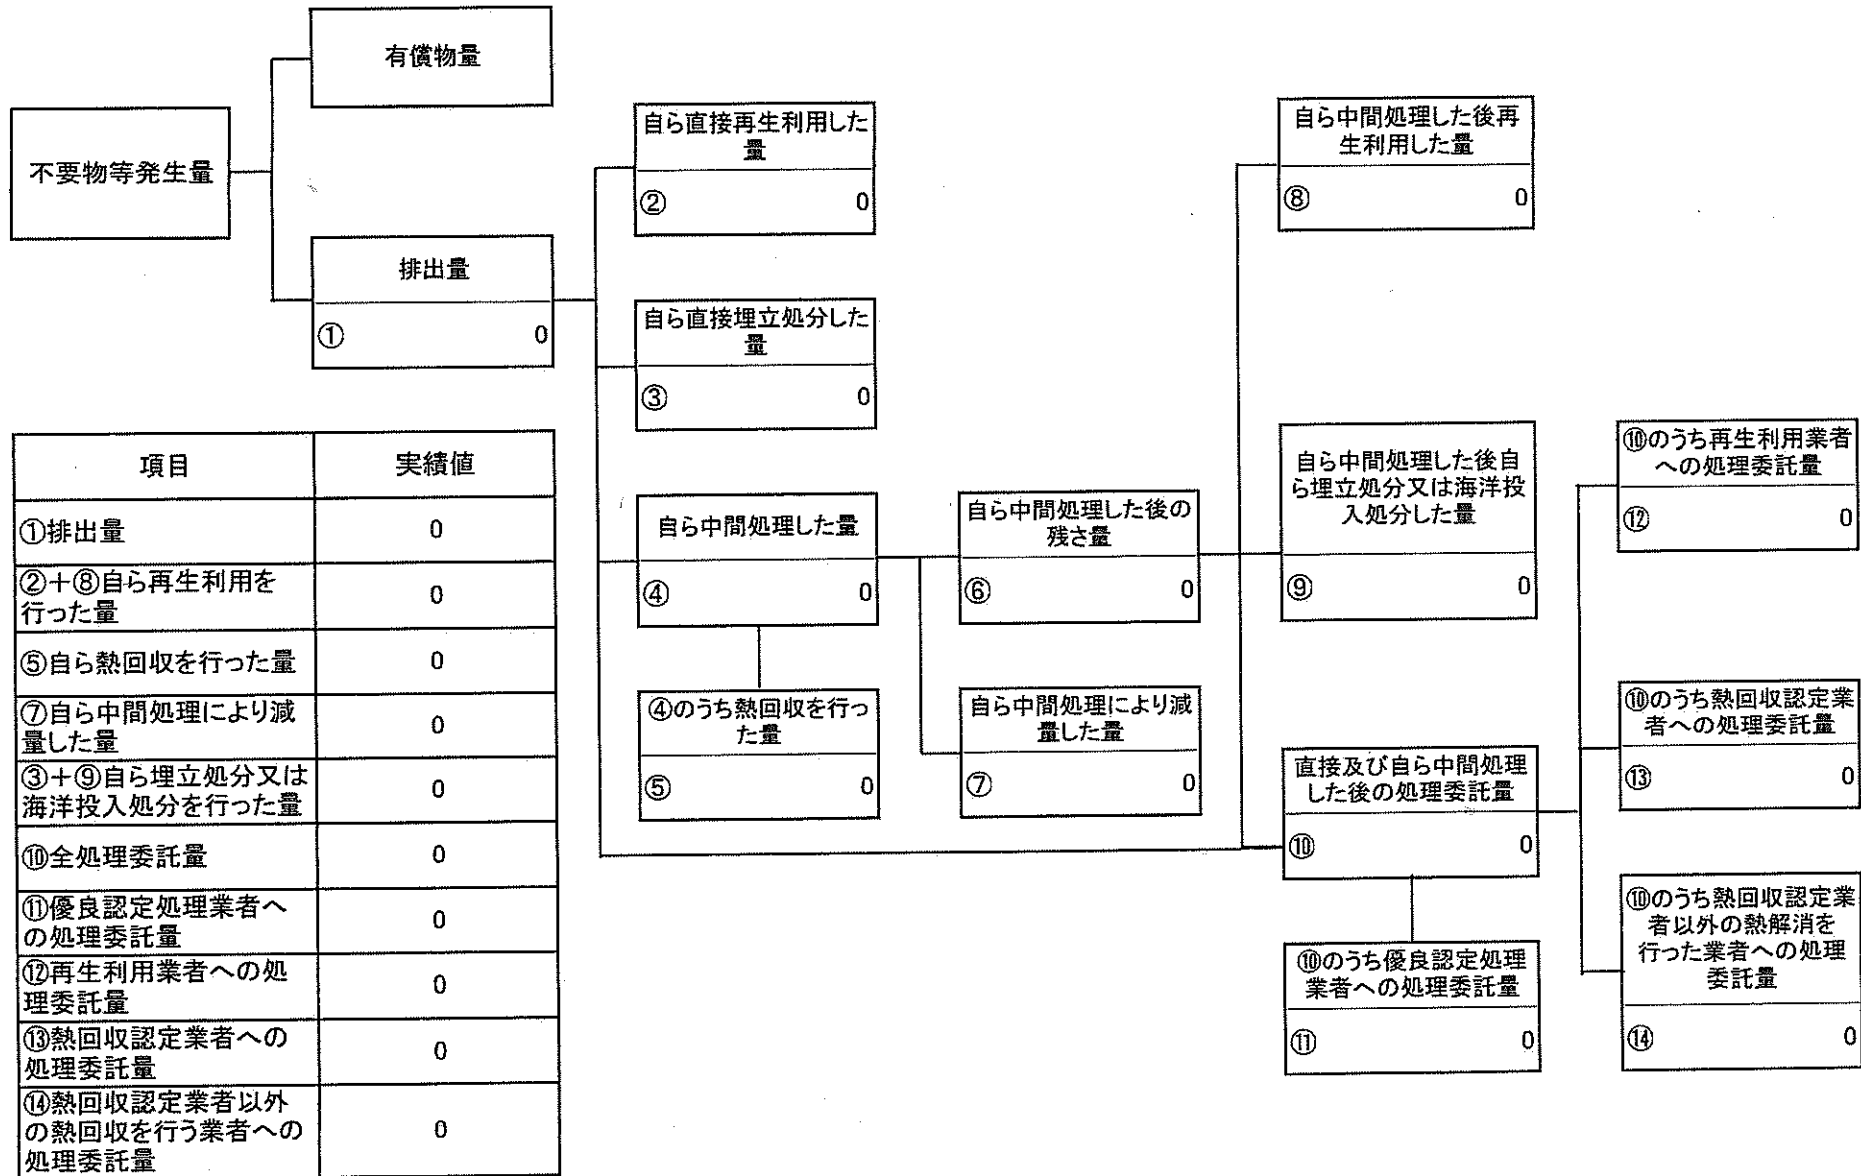 有償物量
不要物等発生量
排出量
① 0
自ら直接再生利用した
量
② 0
自ら直接埋立処分した
量
③ 0
自ら中間処理した量
④ 0
④のうち熱回収を行っ
た量
⑤ 0
自ら中間処理した後の
残さ量
⑥ 0
自ら中間処理により減
量した量
⑦ 0
自ら中間処理した後再
生利用した量
⑧ 0
自ら中間処理した後自
ら埋立処分又は海洋投
入処分した量
⑨ 0
直接及び自ら中間処理
した後の処理委託量
⑩ 0
⑩のうち優良認定処理
業者への処理委託量
⑪ 0
⑩のうち再生利用業者
への処理委託量
⑫ 0
⑩のうち熱回収認定業
者への処理委託量
⑬ 0
⑩のうち熱回収認定業
者以外の熱解消を
行った業者への処理
委託量
⑭ 0
項目 実績値
①排出量 0
②＋⑧自ら再生利用を
行った量 0
⑤自ら熱回収を行った量 0
⑦自ら中間処理により減
量した量 0
③＋⑨自ら埋立処分又は
海洋投入処分を行った量 0
⑩全処理委託量 0
⑪優良認定処理業者へ
の処理委託量 0
⑫再生利用業者への処
理委託量 0
⑬熱回収認定業者への
処理委託量 0
⑭熱回収認定業者以外
の熱回収を行う業者への
処理委託量 0